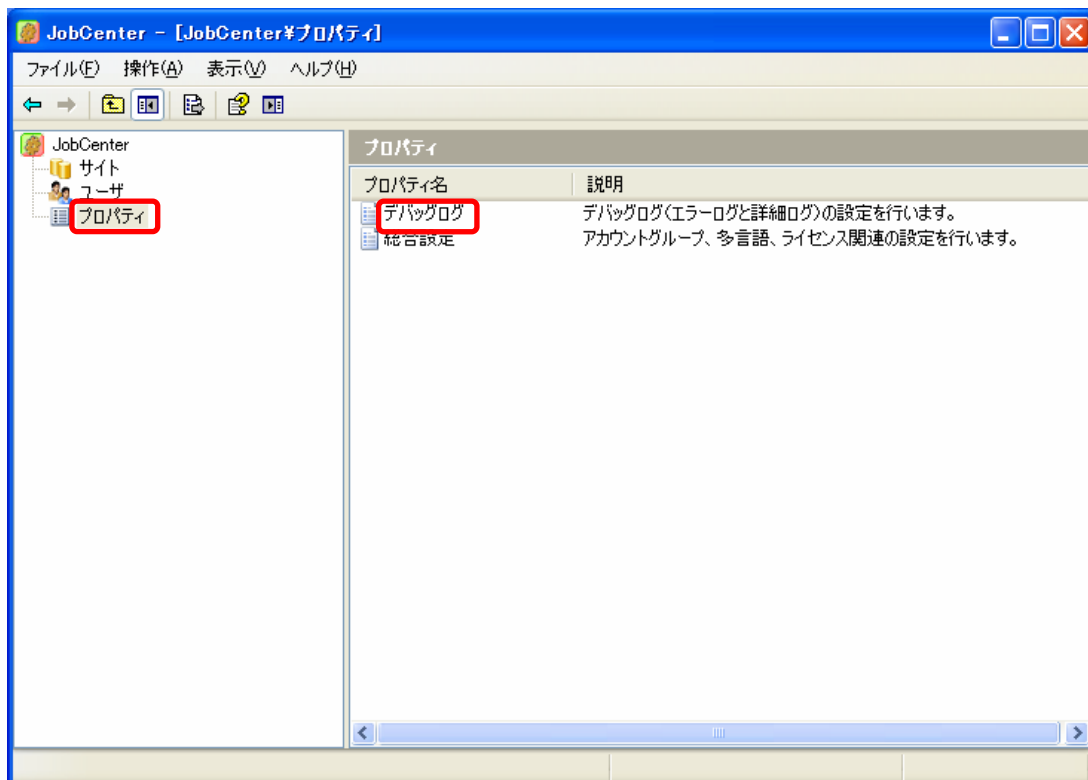 JobCenter - [JobCenter¥プロパティ]
ファイル(F) 操作(A) 表示(V) ヘルプ(H)
JobCenter
サイト
ユーザ
プロパティ
プロパティ
プロパティ名 説明
デバッグログ デバッグログ(エラーログと詳細ログ)の設定を行います。
総合設定 アカウントグループ、多言語、ライセンス関連の設定を行います。